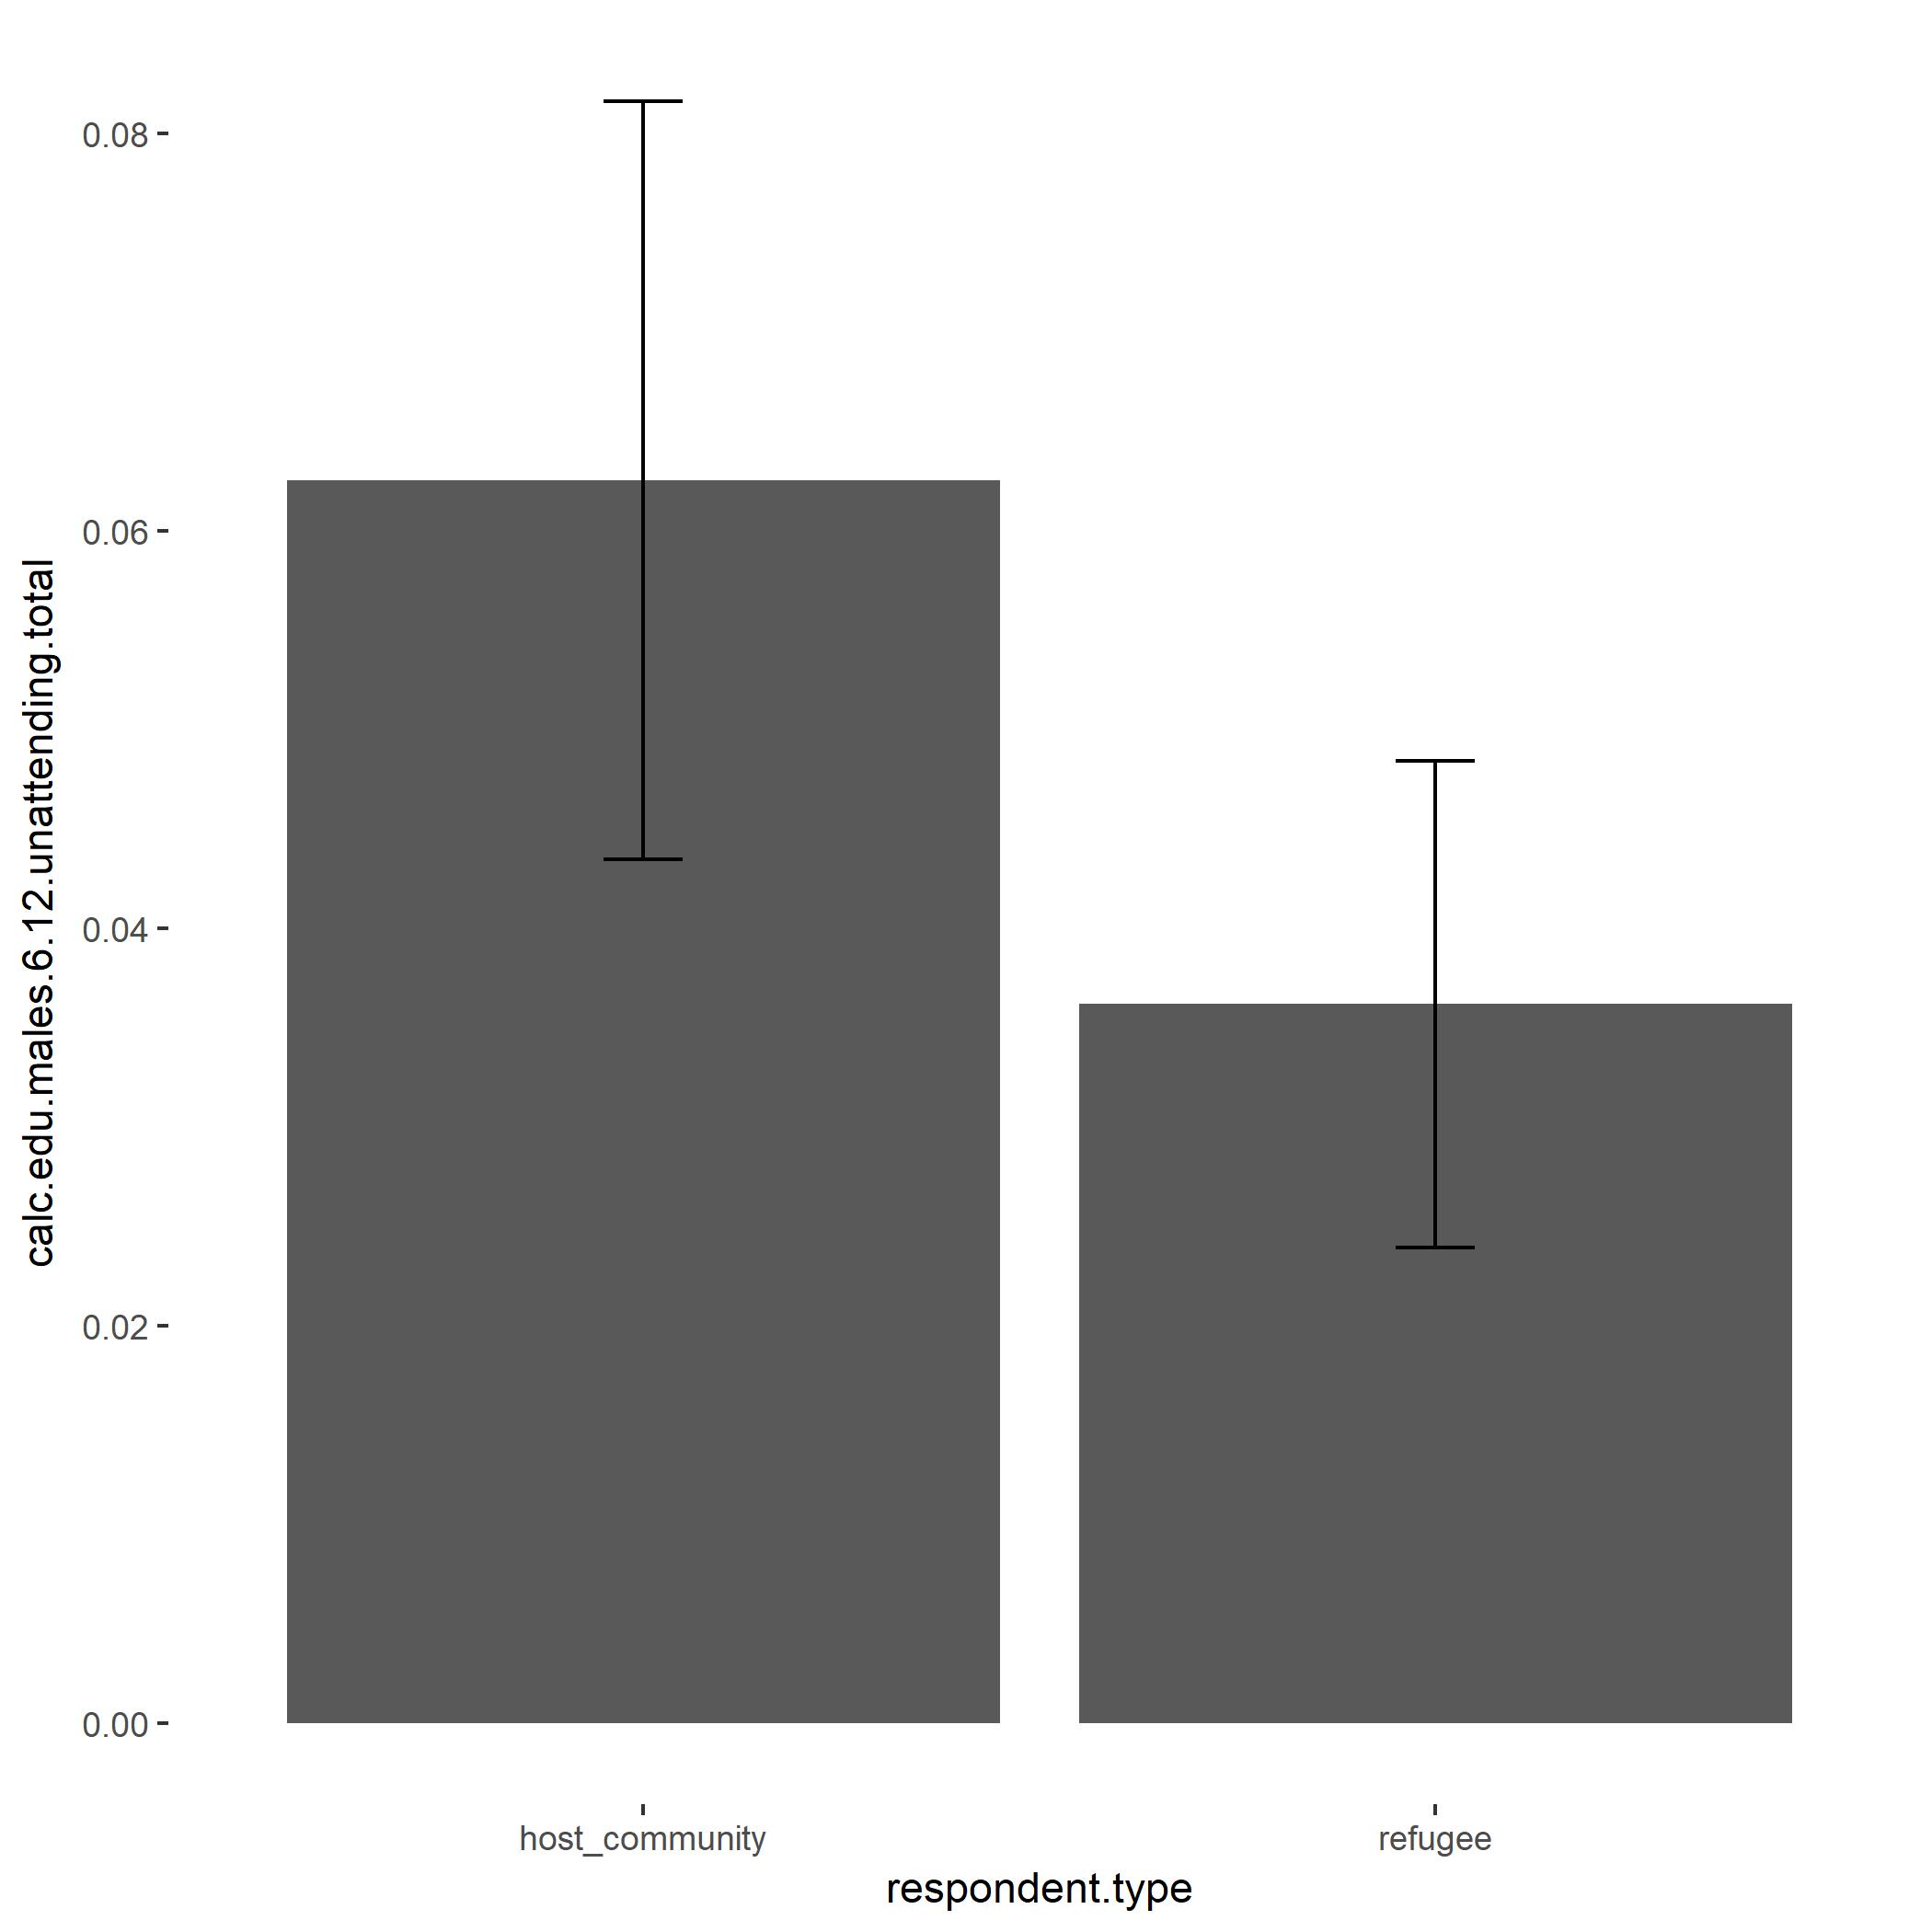 calc.edu.males.6.12.unattending.total
0.08
0.06
0.04
0.02
0.00
host_community
refugee
respondent.type